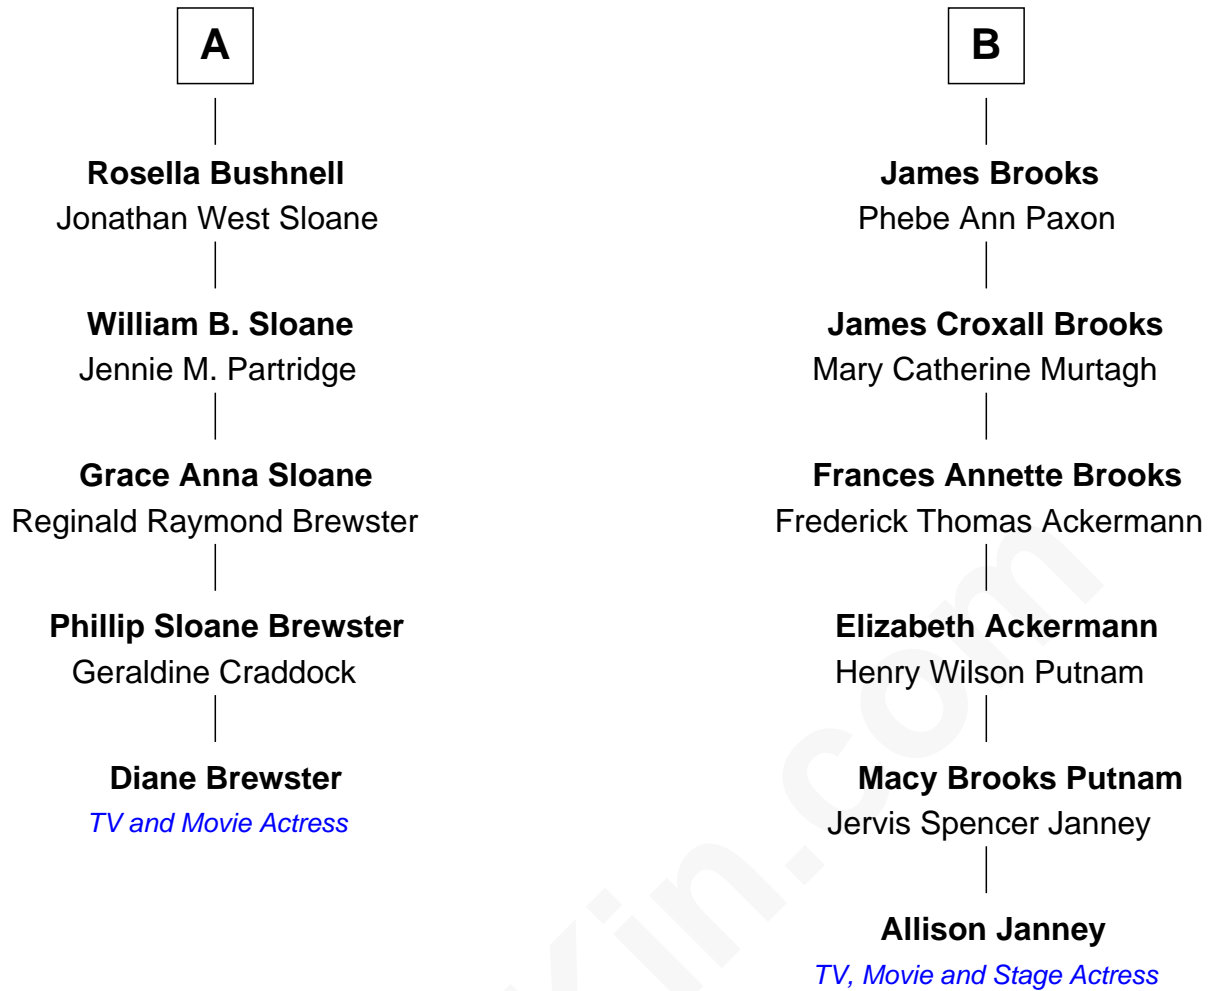 A
Rosella Bushnell
Jonathan West Sloane
William B. Sloane
Jennie M. Partridge
Grace Anna Sloane
Reginald Raymond Brewster
Phillip Sloane Brewster
Geraldine Craddock
Diane Brewster
TV and Movie Actress
B
James Brooks
Phebe Ann Paxon
James Croxall Brooks
Mary Catherine Murtagh
Frances Annette Brooks
Frederick Thomas Ackermann
Elizabeth Ackermann
Henry Wilson Putnam
Macy Brooks Putnam
Jervis Spencer Janney
Allison Janney
TV, Movie and Stage Actress
Kin.com